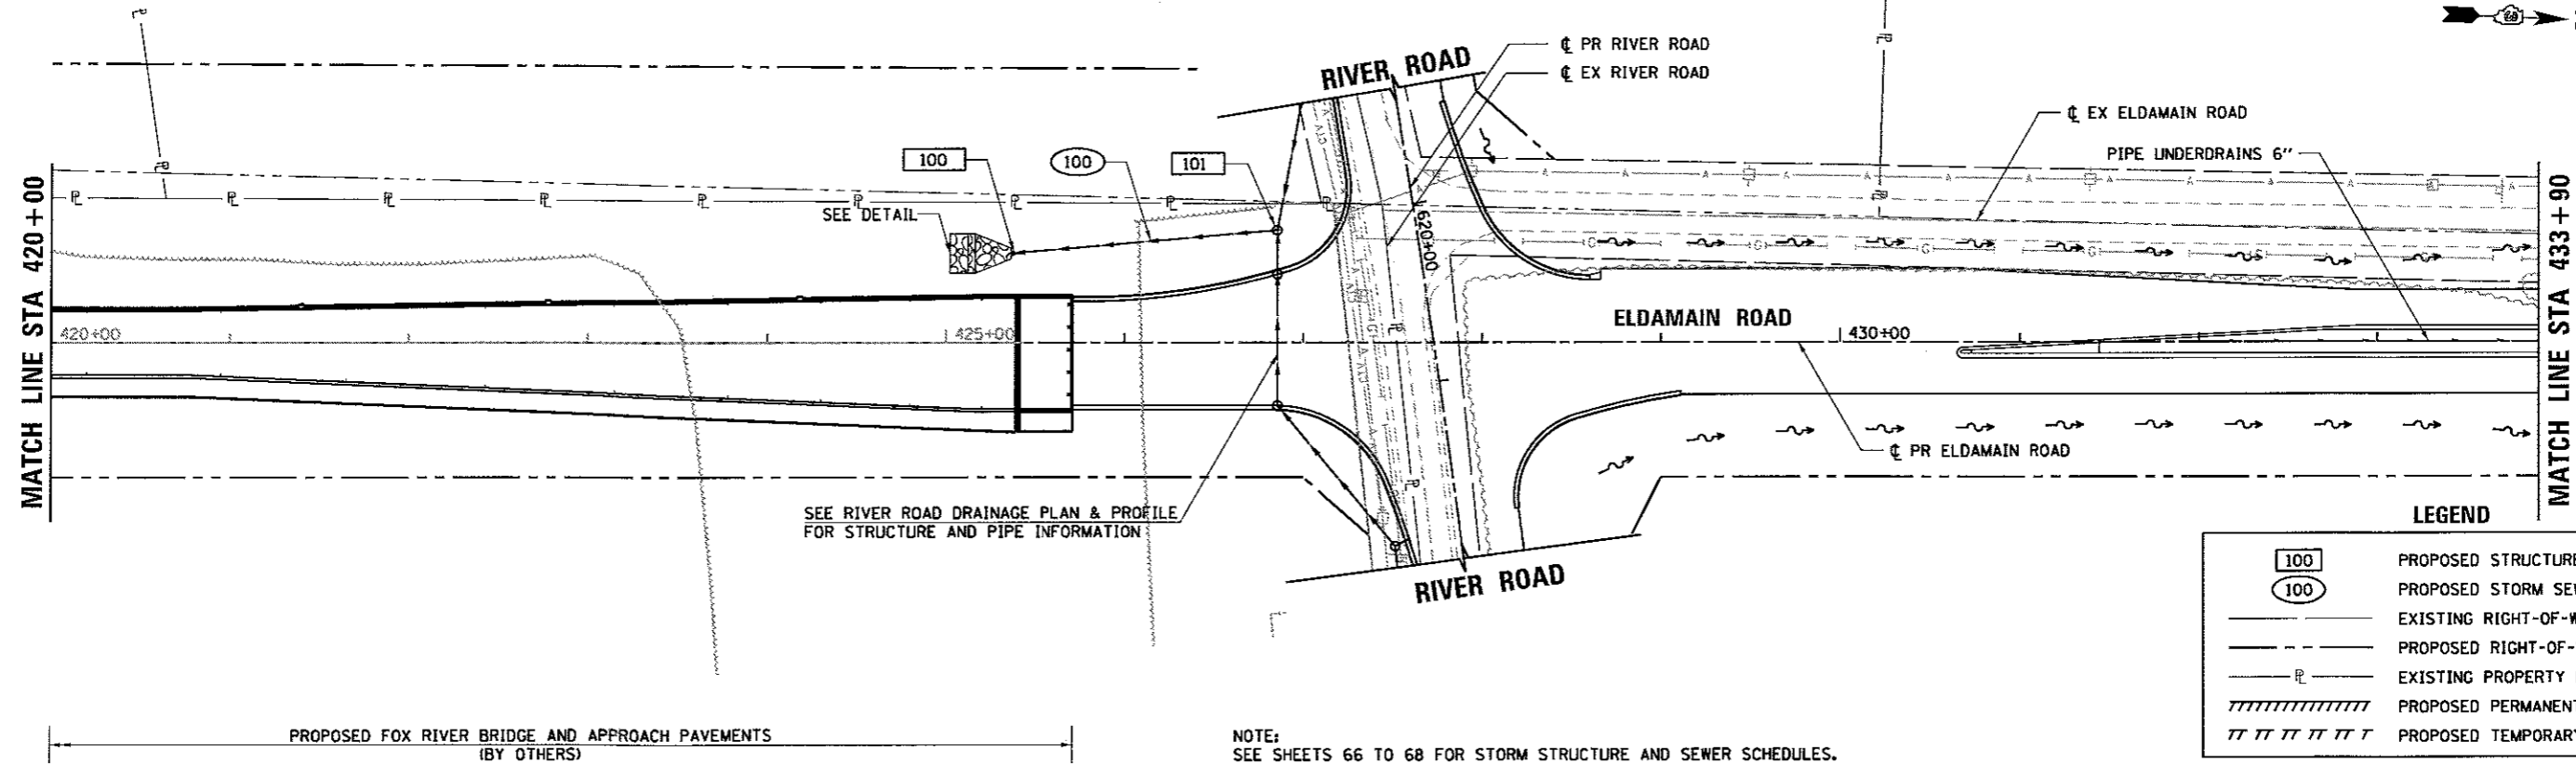 RIVER ROAD
℄ PR RIVER ROAD
℄ EX RIVER ROAD
℄ EX ELDAMAIN ROAD
PIPE UNDERDRAINS 6"
100
100
101
SEE DETAIL
MATCH LINE STA 420+00
420+00
425+00
620+00
ELDAMAIN ROAD
430+00
MATCH LINE STA 433+90
℄ PR ELDAMAIN ROAD
SEE RIVER ROAD DRAINAGE PLAN & PROFILE
FOR STRUCTURE AND PIPE INFORMATION
RIVER ROAD
LEGEND
100 PROPOSED STRUCTURE
100 PROPOSED STORM SEW
EXISTING RIGHT-OF-W
PROPOSED RIGHT-OF-
PL EXISTING PROPERTY
PROPOSED PERMANENT
PROPOSED TEMPORARY
PROPOSED FOX RIVER BRIDGE AND APPROACH PAVEMENTS
(BY OTHERS)
NOTE:
SEE SHEETS 66 TO 68 FOR STORM STRUCTURE AND SEWER SCHEDULES.